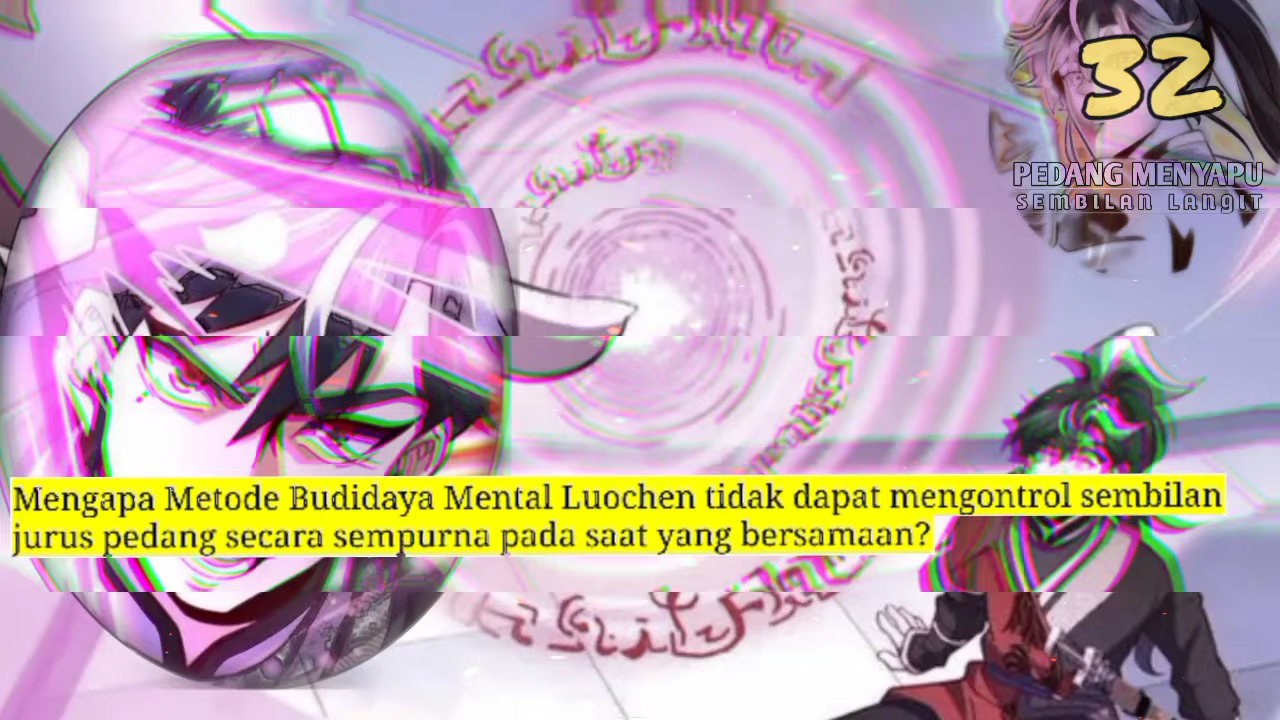 32
PEDANG MENYAPU
SEMBILAN LANGIT
Mengapa Metode Budidaya Mental Luochen tidak dapat mengontrol sembilan
jurus pedang secara sempurna pada saat yang bersamaan?